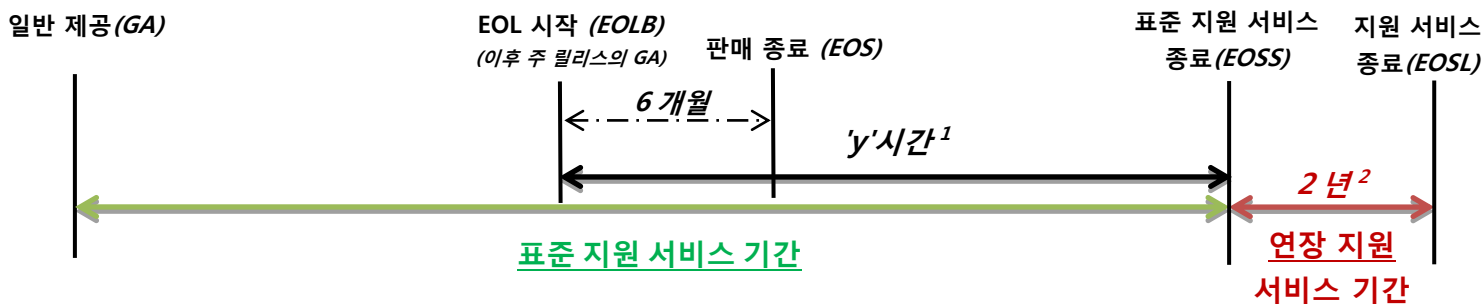 일반 제공(GA)
EOL 시작 (EOLB)
(이후 주 릴리스의 GA)
판매 종료 (EOS)
표준 지원 서비스
종료(EOSS)
지원 서비스
종료(EOSL)
6 개월
'y'시간 1
2 년 2
표준 지원 서비스 기간
연장 지원
서비스 기간